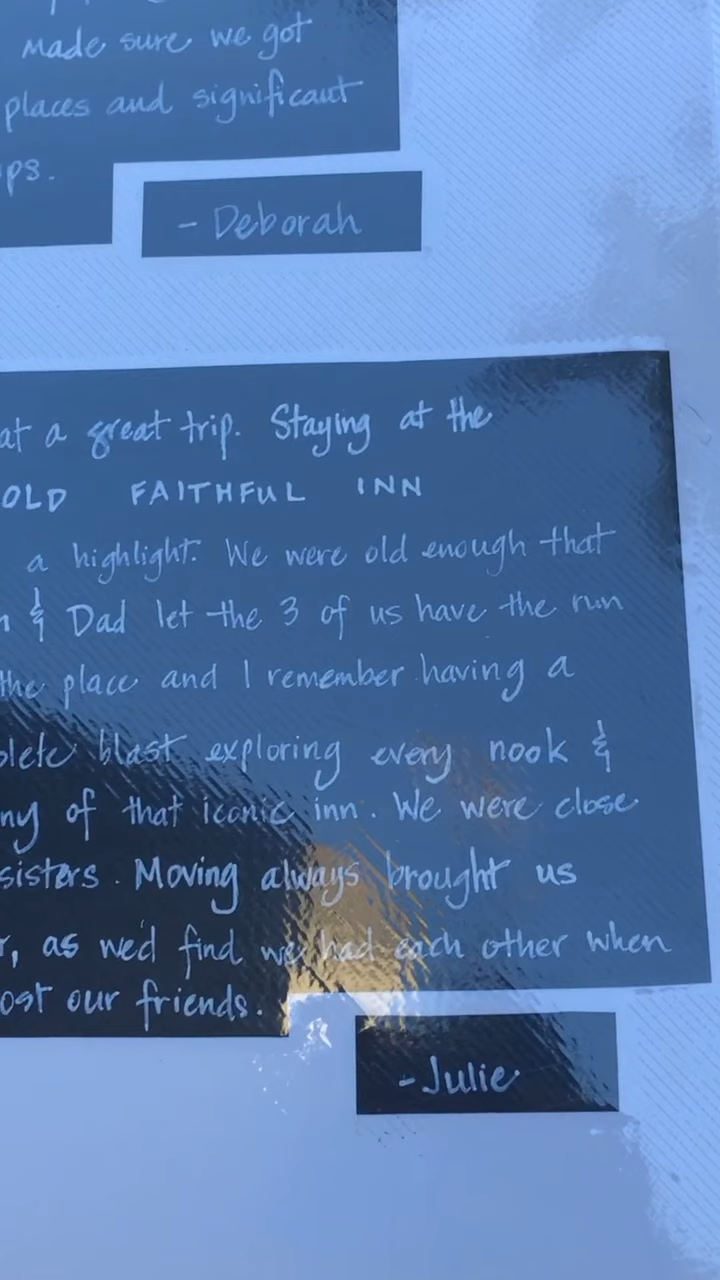 made sure we got
places and significant
ps.
- Deborah
at a great trip. Staying at the
OLD FAITHFUL INN
a highlight. We were old enough that
& Dad let the 3 of us have the run
the place and I remember having a
plete blast exploring every nook &
ny of that iconic inn. We were close
sisters. Moving always brought us
r, as we'd find we had each other when
ost our friends.
- Julie